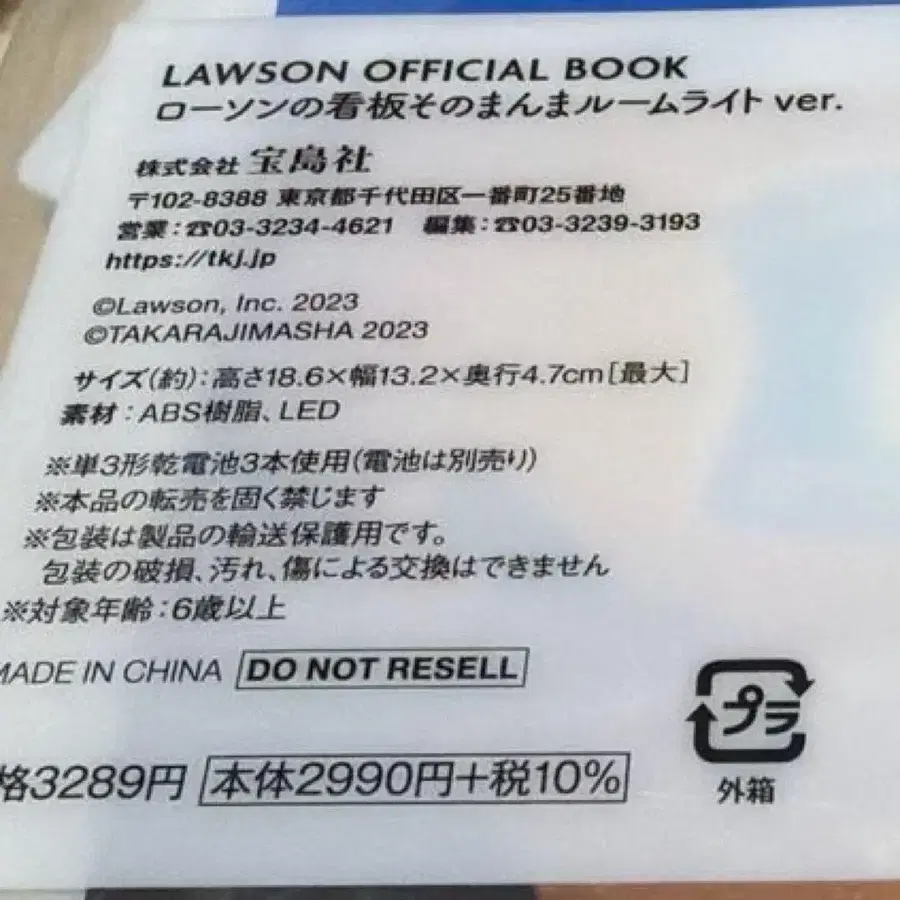 LAWSON OFFICIAL BOOK
ローソンの看板そのまんまルームライト ver.
株式会社 宝島社
〒102-8388 東京都千代田区一番町25番地
営業：☎03-3234-4621 編集：☎03-3239-3193
https://tkj.jp
©Lawson, Inc. 2023
©TAKARAJIMASHA 2023
サイズ（約）：高さ18.6×幅13.2×奥行4.7cm［最大］
素材：ABS樹脂、LED
※単3形乾電池3本使用（電池は別売り）
※本品の転売を固く禁じます
※包装は製品の輸送保護用です。
包装の破損、汚れ、傷による交換はできません
※対象年齢：6歳以上
MADE IN CHINA DO NOT RESELL
格3289円 本体2990円＋税10％
プラ
外箱